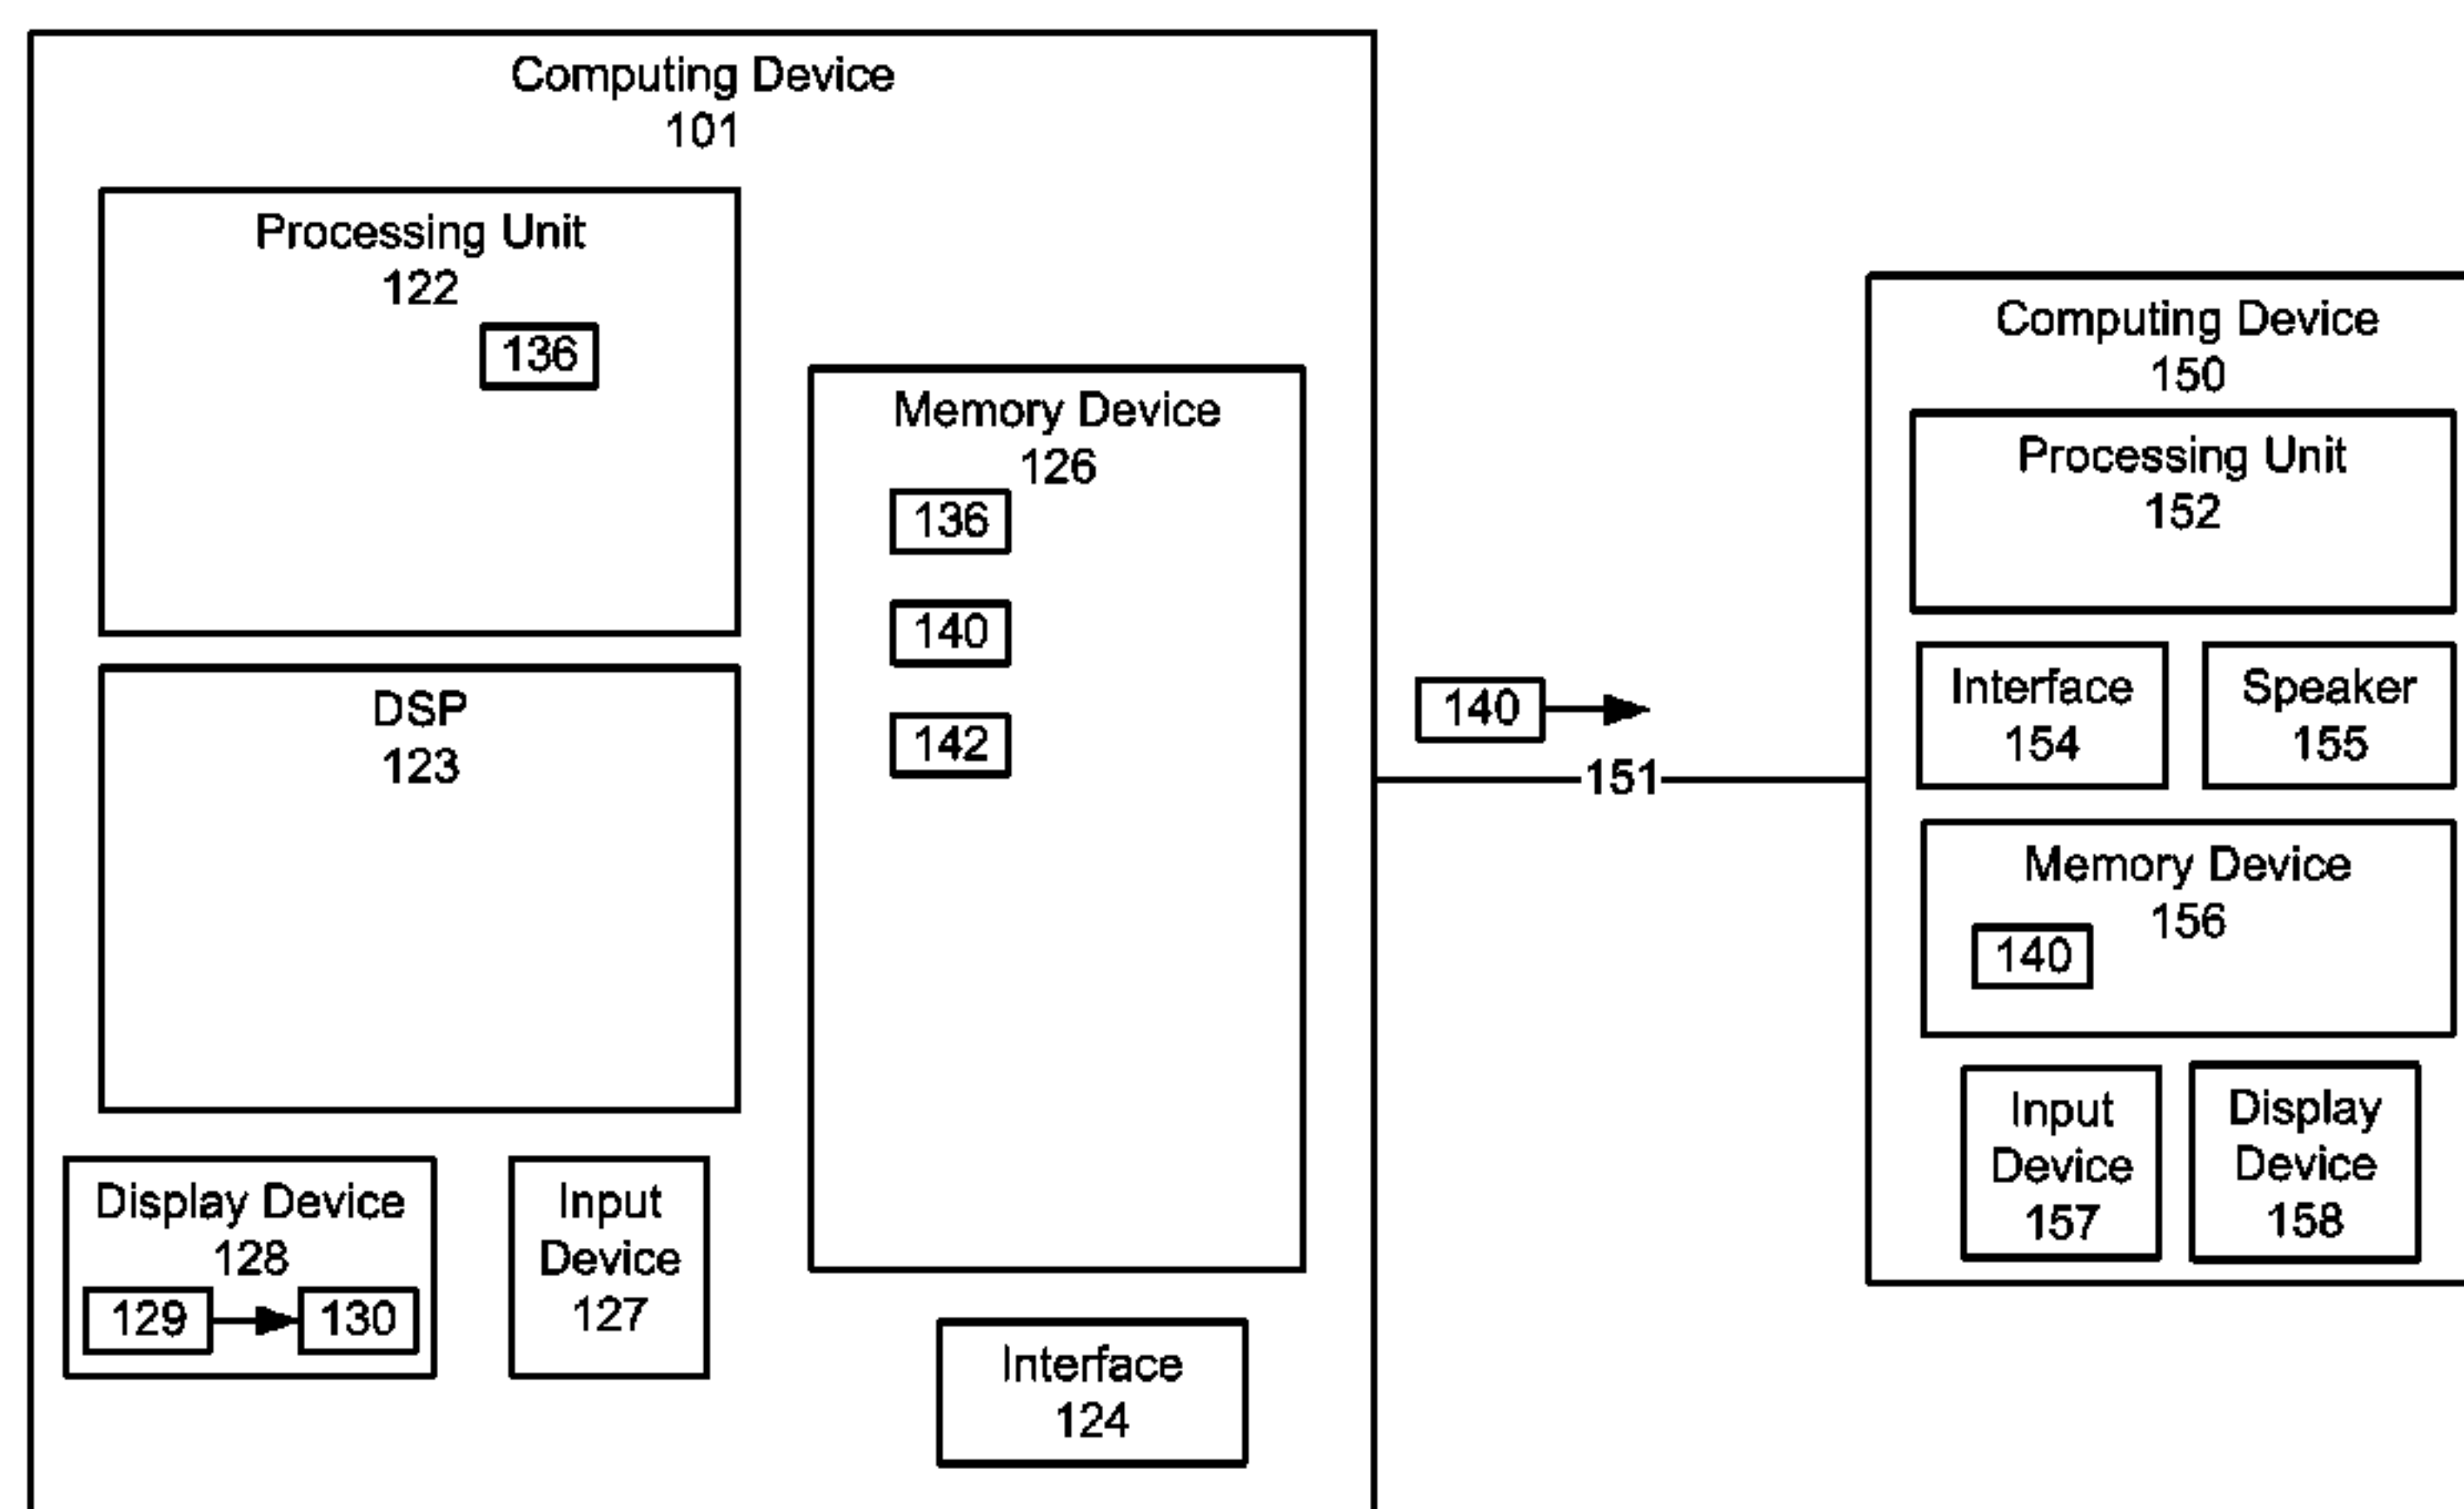 Computing Device
101
Processing Unit
122
136
DSP
123
Display Device
128
129
130
Input
Device
127
Memory Device
126
136
140
142
Interface
124
140
151
Computing Device
150
Processing Unit
152
Interface
154
Speaker
155
Memory Device
156
140
Input
Device
157
Display
Device
158